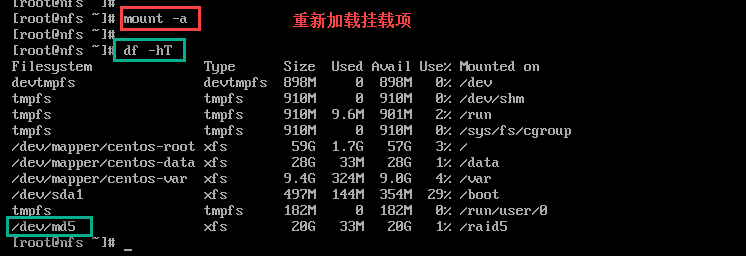 [root@nfs ~]#
[root@nfs ~]# mount -a 重新加载挂载项
[root@nfs ~]#
[root@nfs ~]# df -hT
Filesystem Type Size Used Avail Use% Mounted on
devtmpfs devtmpfs 898M 0 898M 0% /dev
tmpfs tmpfs 910M 0 910M 0% /dev/shm
tmpfs tmpfs 910M 9.6M 901M 2% /run
tmpfs tmpfs 910M 0 910M 0% /sys/fs/cgroup
/dev/mapper/centos-root xfs 59G 1.7G 57G 3% /
/dev/mapper/centos-data xfs 28G 33M 28G 1% /data
/dev/mapper/centos-var xfs 9.4G 324M 9.0G 4% /var
/dev/sda1 xfs 497M 144M 354M 29% /boot
tmpfs tmpfs 182M 0 182M 0% /run/user/0
/dev/md5 xfs 20G 33M 20G 1% /raid5
[root@nfs ~]# _